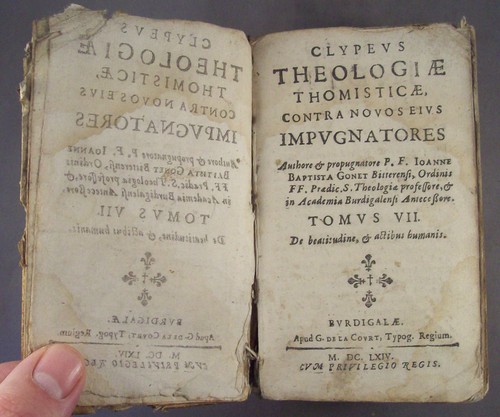 CLYPEVS
THEOLOGIÆ
THOMISTICÆ,
CONTRA NOVOS EIVS
IMPVGNATORES
Authore & propugnatore P. F. IOANNE
BAPTISTA GONET Biterrensi, Ordinis
FF. Prædic. S. Theologiæ professore, &
in Academia Burdigalensi Antecessore.
TOMVS VII.
De beatitudine, & actibus humanis.
BVRDIGALÆ.
Apud G. DE LA COVRT, Typog. Regium.
M. DC. LXIV.
CVM PRIVILEGIO REGIS.